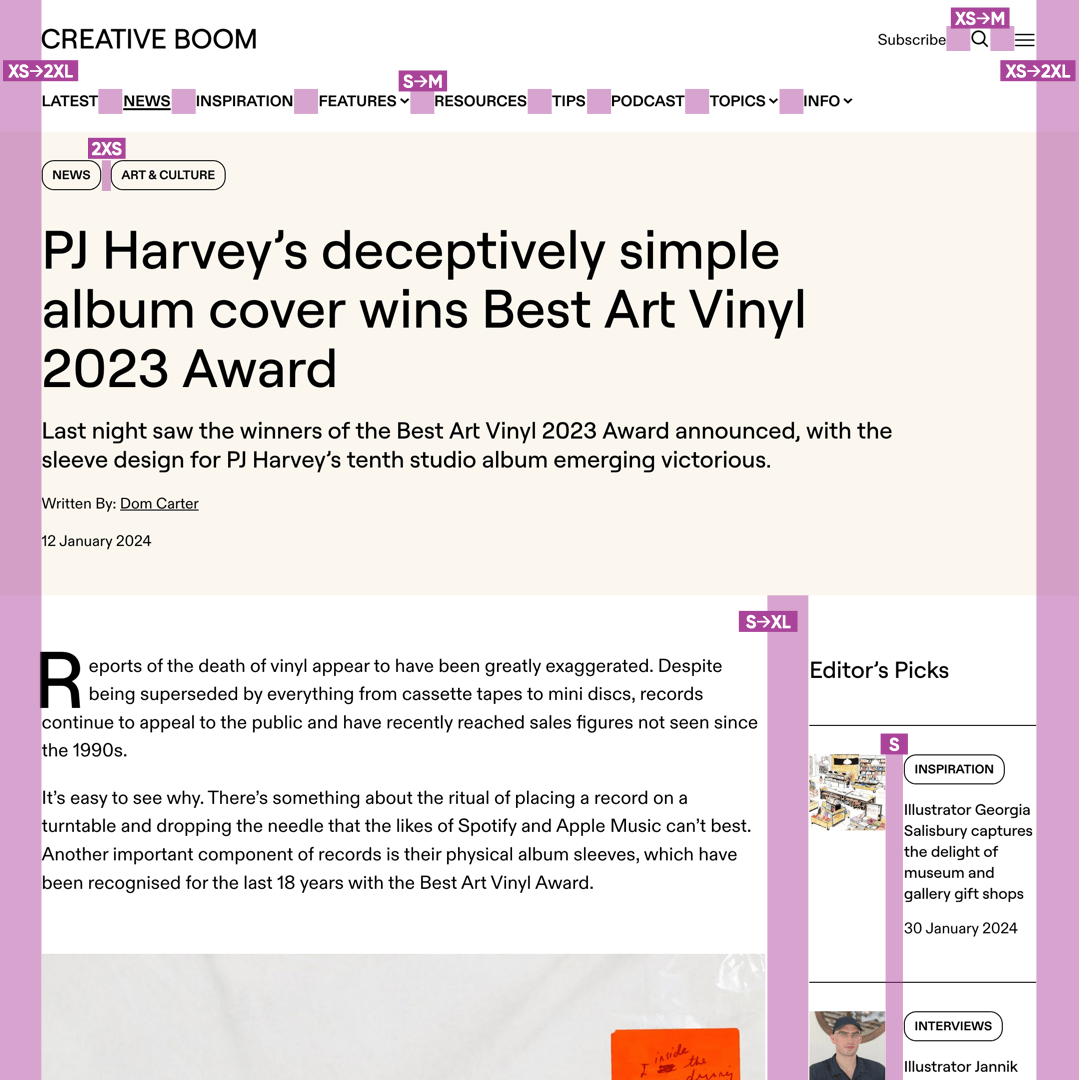 CREATIVE BOOM
Subscribe
XS→M
XS→2XL
XS→2XL
S→M
LATEST NEWS INSPIRATION FEATURES RESOURCES TIPS PODCAST TOPICS INFO
2XS
NEWS
ART & CULTURE
PJ Harvey’s deceptively simple
album cover wins Best Art Vinyl
2023 Award
Last night saw the winners of the Best Art Vinyl 2023 Award announced, with the
sleeve design for PJ Harvey’s tenth studio album emerging victorious.
Written By: Dom Carter
12 January 2024
S→XL
Reports of the death of vinyl appear to have been greatly exaggerated. Despite
being superseded by everything from cassette tapes to mini discs, records
continue to appeal to the public and have recently reached sales figures not seen since
the 1990s.
It’s easy to see why. There’s something about the ritual of placing a record on a
turntable and dropping the needle that the likes of Spotify and Apple Music can’t best.
Another important component of records is their physical album sleeves, which have
been recognised for the last 18 years with the Best Art Vinyl Award.
I inside
the
Editor’s Picks
S
INSPIRATION
Illustrator Georgia
Salisbury captures
the delight of
museum and
gallery gift shops
30 January 2024
INTERVIEWS
Illustrator Jannik